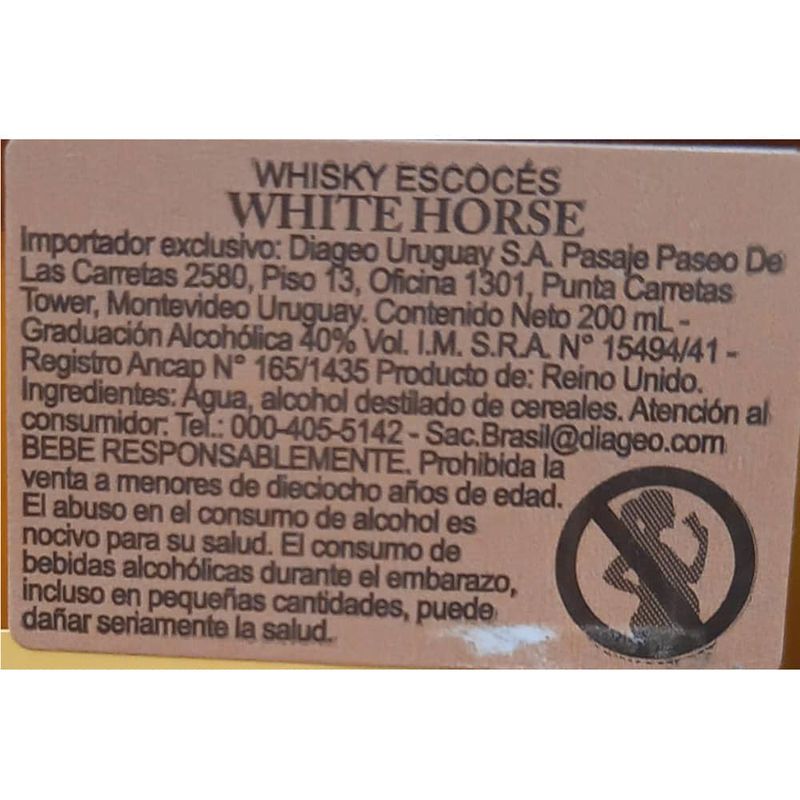 WHISKY ESCOCÉS
WHITE HORSE
Importador exclusivo: Diageo Uruguay S.A. Pasaje Paseo De
Las Carretas 2580, Piso 13, Oficina 1301, Punta Carretas
Tower, Montevideo Uruguay. Contenido Neto 200 mL -
Graduación Alcohólica 40% Vol. I.M. S.R.A. N° 15494/41 -
Registro Ancap N° 165/1435 Producto de: Reino Unido.
Ingredientes: Agua, alcohol destilado de cereales. Atención al
consumidor: Tel.: 000-405-5142 - Sac.Brasil@diageo.com
BEBE RESPONSABLEMENTE. Prohibida la
venta a menores de dieciocho años de edad.
El abuso en el consumo de alcohol es
nocivo para su salud. El consumo de
bebidas alcohólicas durante el embarazo,
incluso en pequeñas cantidades, puede
dañar seriamente la salud.